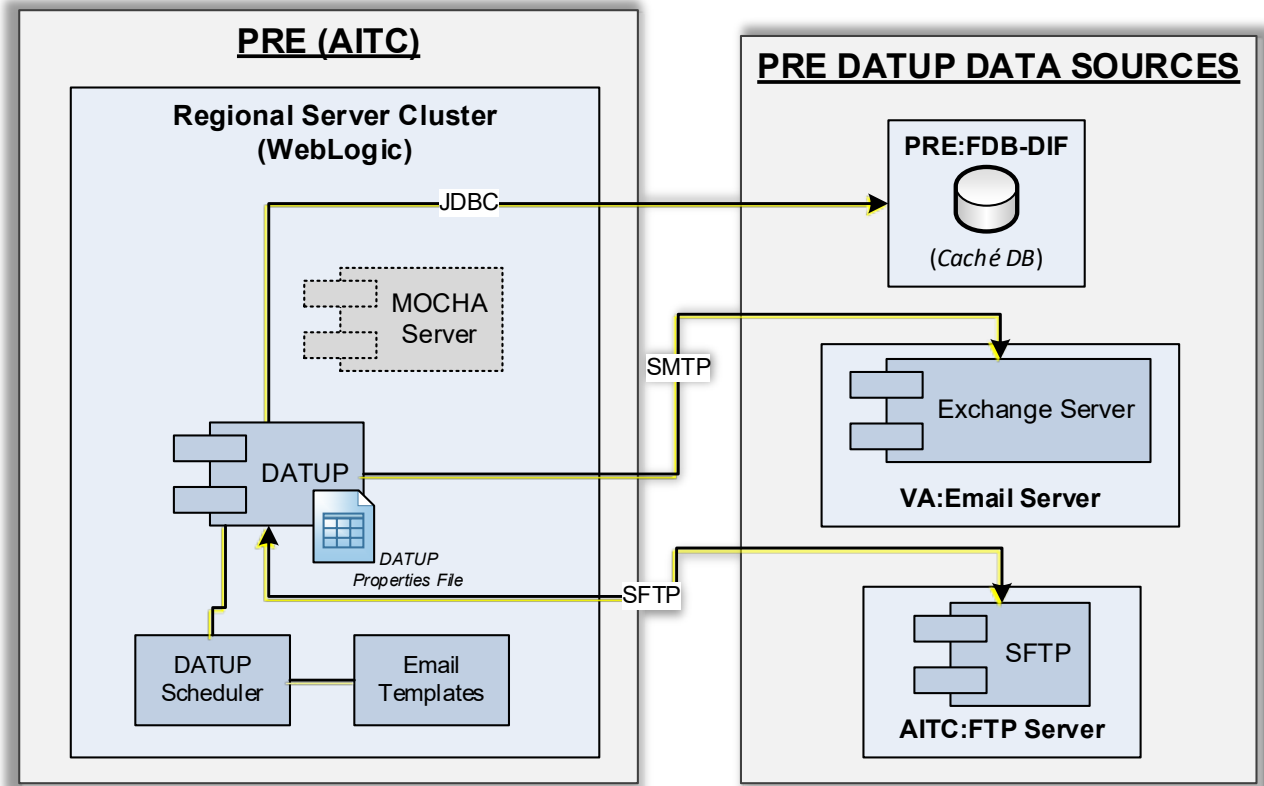 PRE (AITC)
Regional Server Cluster
(WebLogic)
JDBC
MOCHA
Server
DATUP
DATUP
Properties File
DATUP
Scheduler
Email
Templates
SMTP
SFTP
PRE DATUP DATA SOURCES
PRE:FDB-DIF
(Caché DB)
Exchange Server
VA:Email Server
SFTP
AITC:FTP Server